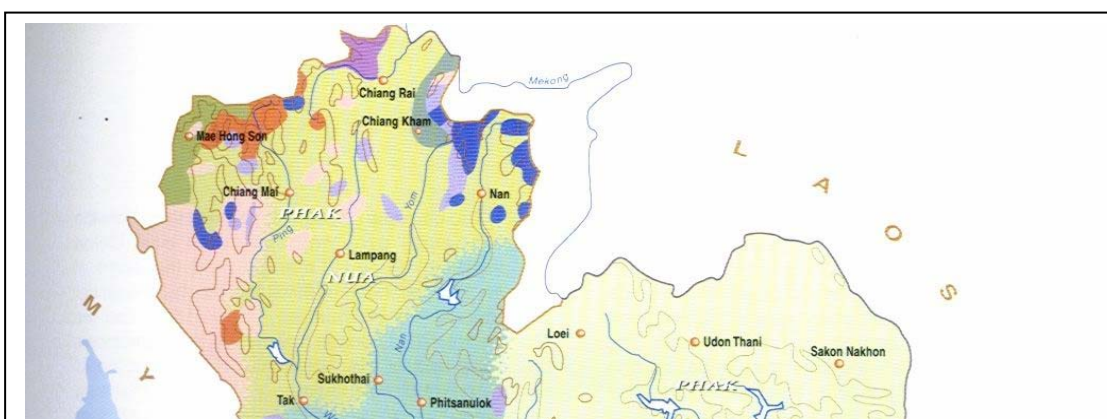 Mekong
Chiang Rai
Chiang Kham
Mae Hong Son
L
A
O
S
Chiang Mai
PHAK
Yom
Nan
Ping
Lampang
NUA
M
Y
Nan
Loei
Udon Thani
Sakon Nakhon
Sukhothai
PHAK
Tak
Phitsanulok